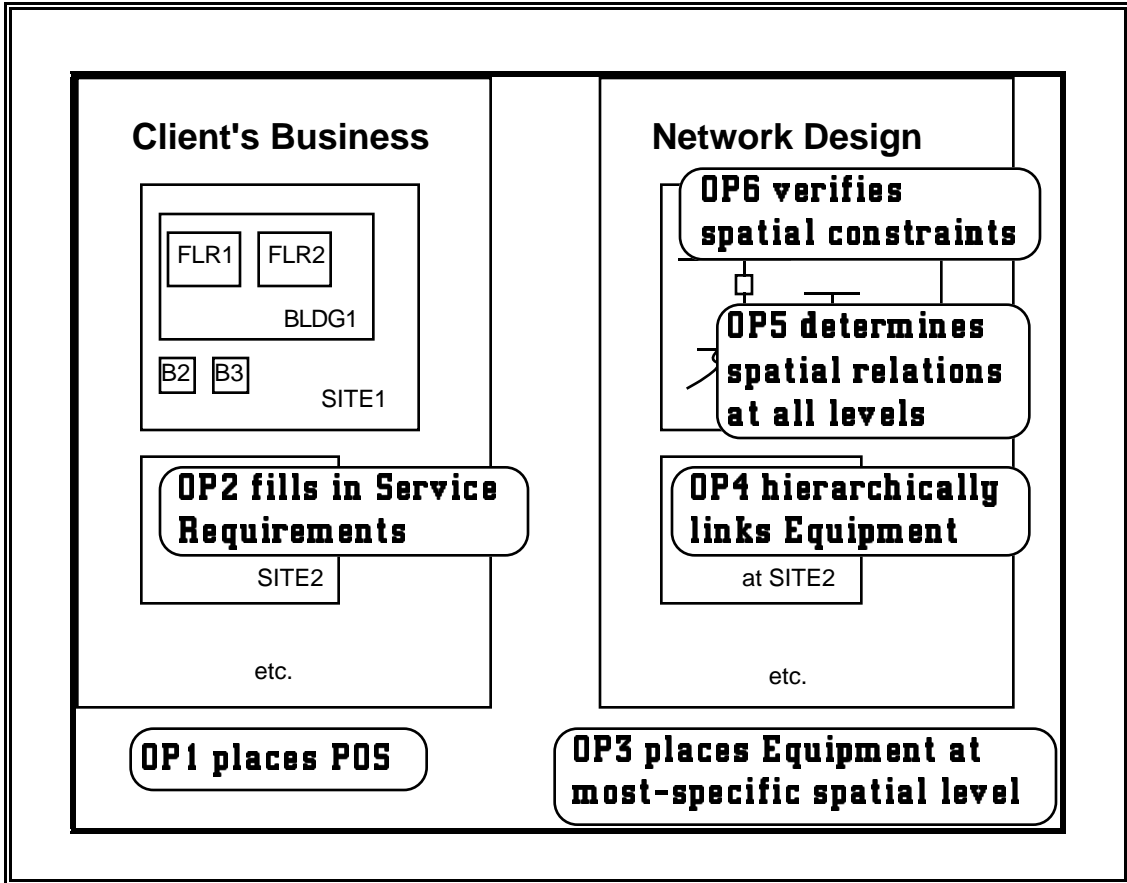 Client's Business
FLR1
FLR2
BLDG1
B2
B3
SITE1
OP2 fills in Service
Requirements
SITE2
etc.
OP1 places POS
Network Design
OP6 verifies
spatial constraints
OP5 determines
spatial relations
at all levels
OP4 hierarchically
links Equipment
at SITE2
etc.
OP3 places Equipment at
most-specific spatial level